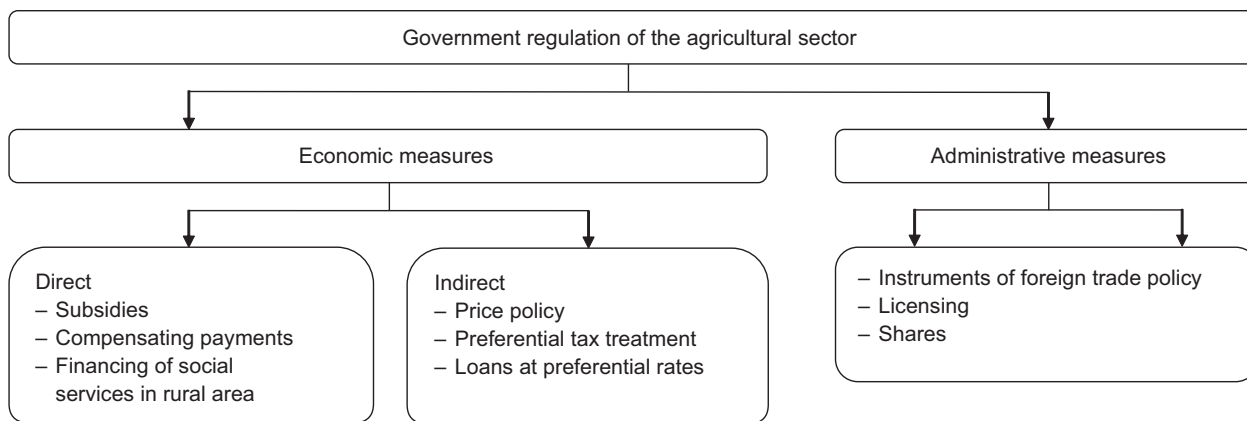 Government regulation of the agricultural sector
Economic measures
Administrative measures
Direct
– Subsidies
– Compensating payments
– Financing of social
services in rural area
Indirect
– Price policy
– Preferential tax treatment
– Loans at preferential rates
– Instruments of foreign trade policy
– Licensing
– Shares